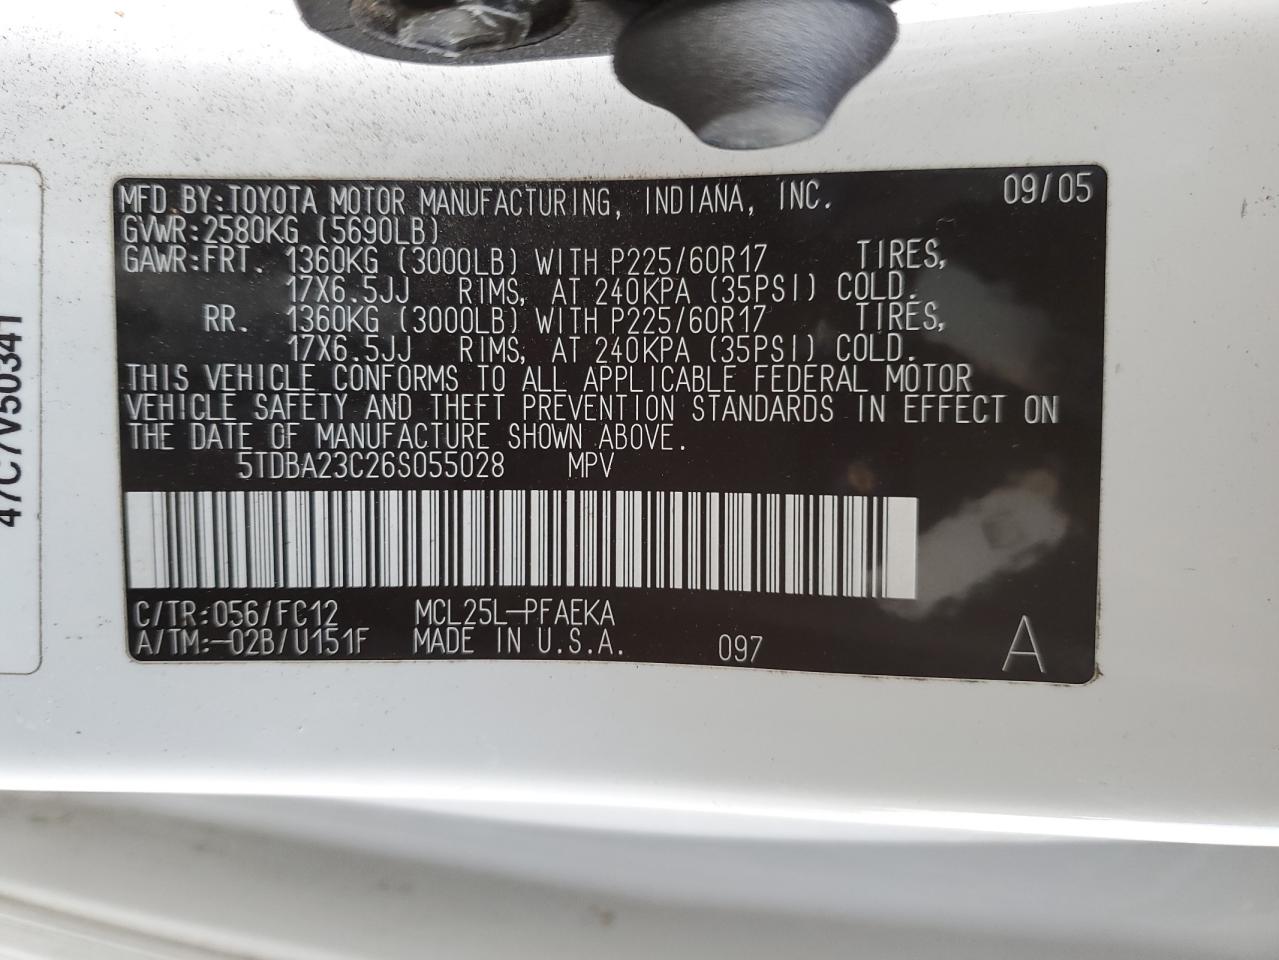 MFD BY:TOYOTA MOTOR MANUFACTURING, INDIANA, INC. 09/05
GVWR:2580KG (5690LB)
GAWR:FRT. 1360KG (3000LB) WITH P225/60R17 TIRES,
17X6.5JJ RIMS, AT 240KPA (35PSI) COLD.
RR. 1360KG (3000LB) WITH P225/60R17 TIRES,
17X6.5JJ RIMS, AT 240KPA (35PSI) COLD.
THIS VEHICLE CONFORMS TO ALL APPLICABLE FEDERAL MOTOR
VEHICLE SAFETY AND THEFT PREVENTION STANDARDS IN EFFECT ON
THE DATE OF MANUFACTURE SHOWN ABOVE.
5TDBA23C26S055028 MPV
C/TR:056/FC12 MCL25L-PFAEKA
A/TM:-02B/U151F MADE IN U.S.A. 097 A
47C7V50341